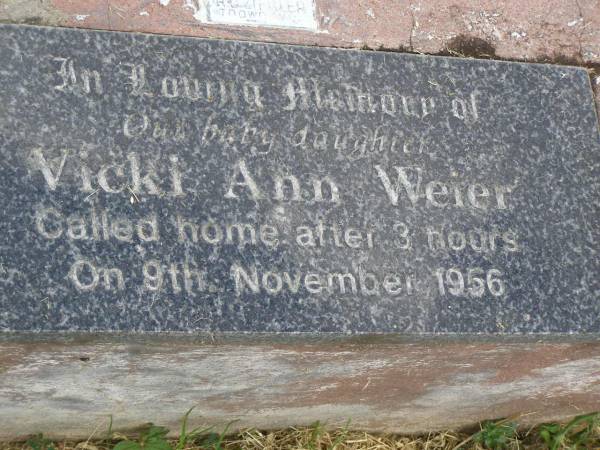 In Loving Memory of
Our baby daughter
Vicki Ann Weier
Called home after 3 hours
On 9th. November 1956